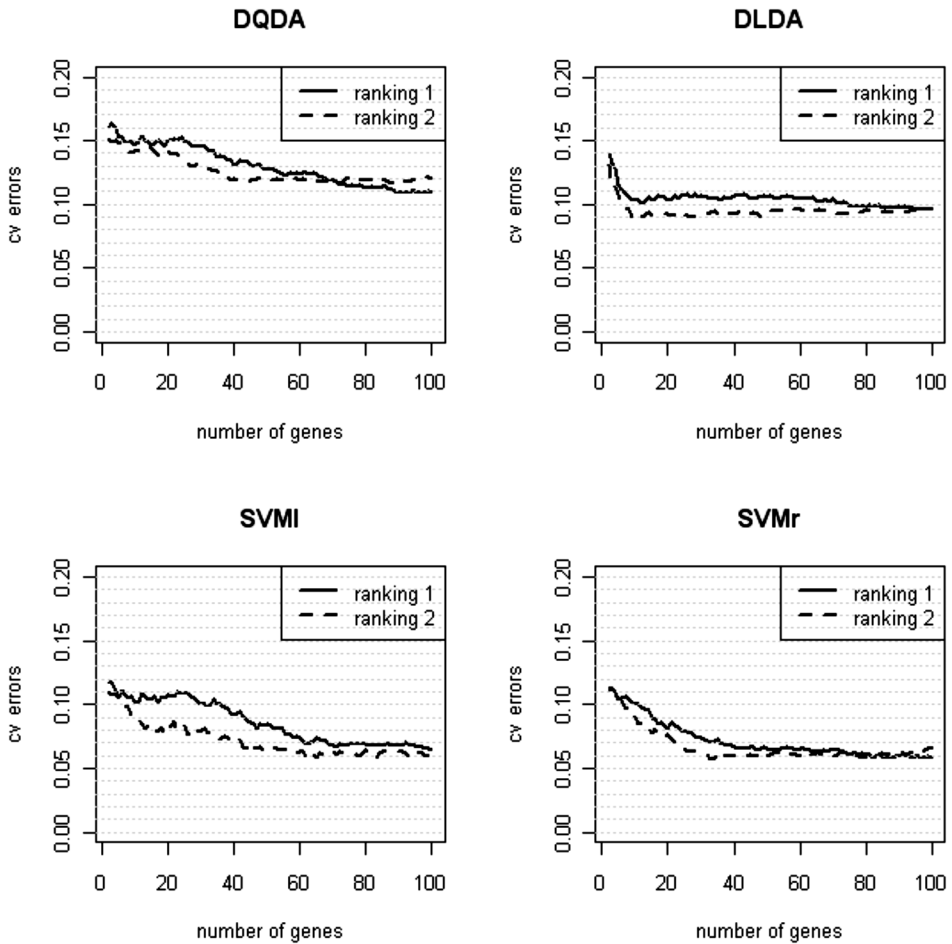 DQDA
cv errors
0.00 0.05 0.10 0.15 0.20
ranking 1
ranking 2
0 20 40 60 80 100
number of genes
DLDA
cv errors
0.00 0.05 0.10 0.15 0.20
ranking 1
ranking 2
0 20 40 60 80 100
number of genes
SVMl
cv errors
0.00 0.05 0.10 0.15 0.20
ranking 1
ranking 2
0 20 40 60 80 100
number of genes
SVMr
cv errors
0.00 0.05 0.10 0.15 0.20
ranking 1
ranking 2
0 20 40 60 80 100
number of genes